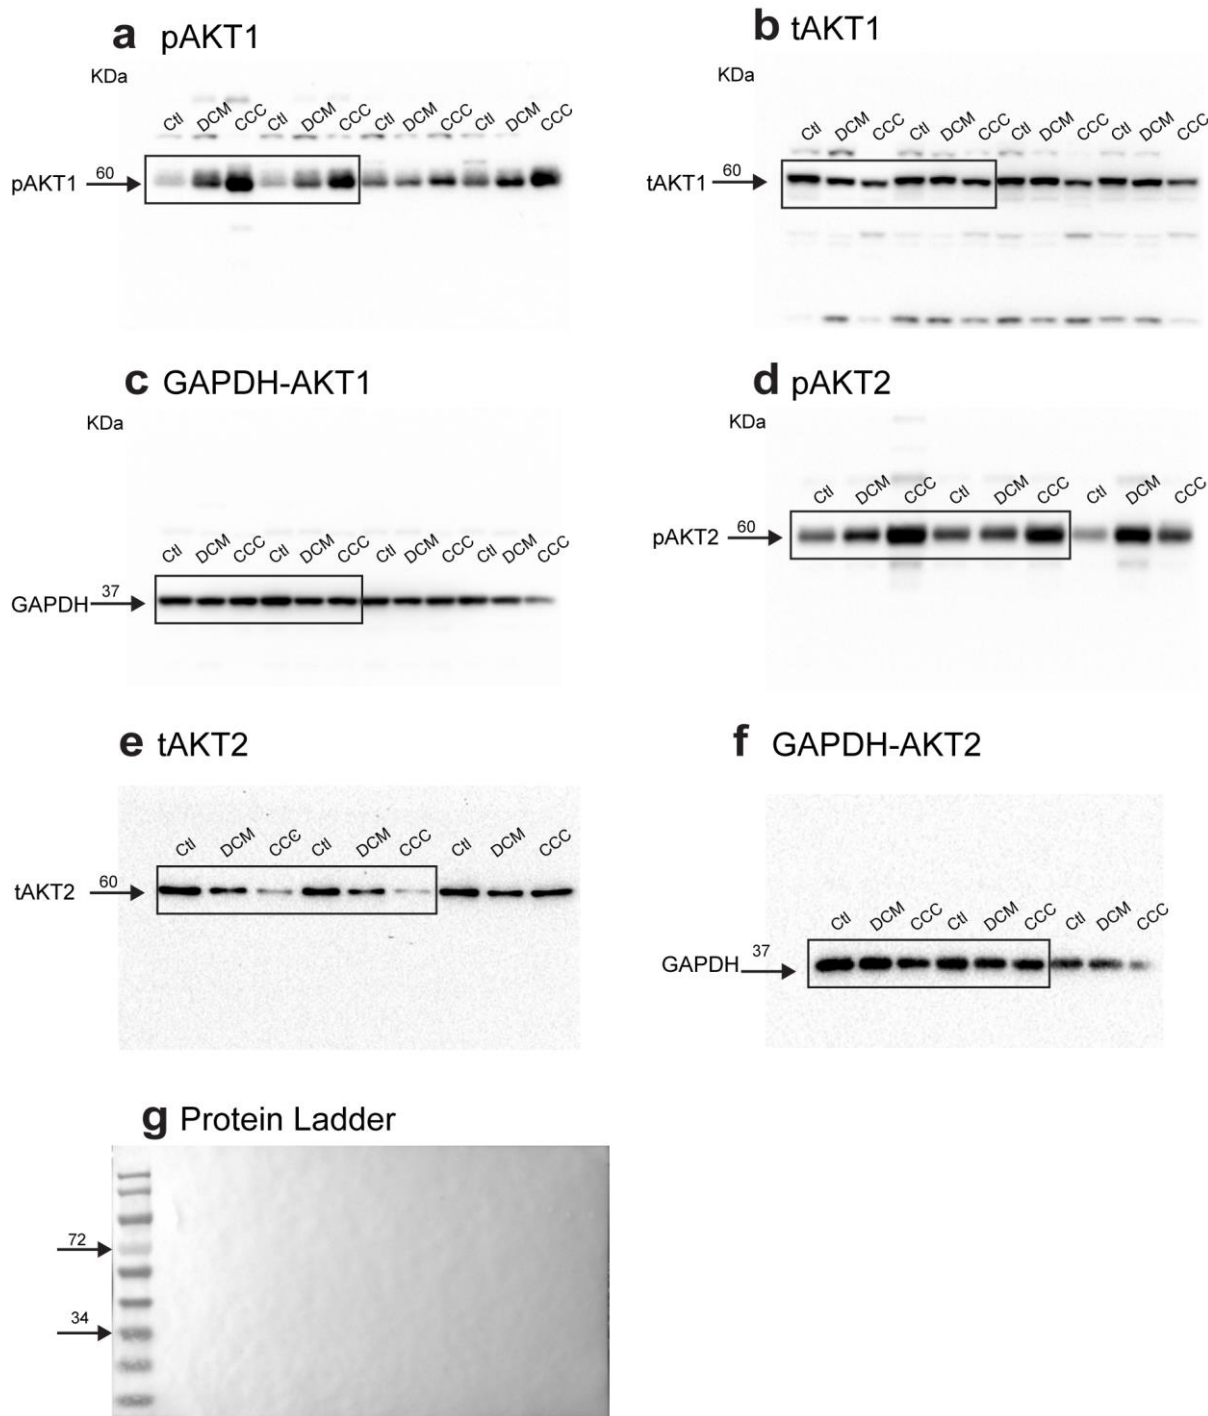 a pAKT1
KDa
Ctl DCM CCC Ctl DCM CCC Ctl DCM CCC Ctl DCM CCC
pAKT1 60
b tAKT1
KDa
Ctl DCM CCC Ctl DCM CCC Ctl DCM CCC Ctl DCM CCC
tAKT1 60
c GAPDH-AKT1
KDa
Ctl DCM CCC Ctl DCM CCC Ctl DCM CCC Ctl DCM CCC
GAPDH 37
d pAKT2
KDa
Ctl DCM CCC Ctl DCM CCC Ctl DCM CCC
pAKT2 60
e tAKT2
Ctl DCM CCC Ctl DCM CCC Ctl DCM CCC
tAKT2 60
f GAPDH-AKT2
Ctl DCM CCC Ctl DCM CCC Ctl DCM CCC
GAPDH 37
g Protein Ladder
72
34